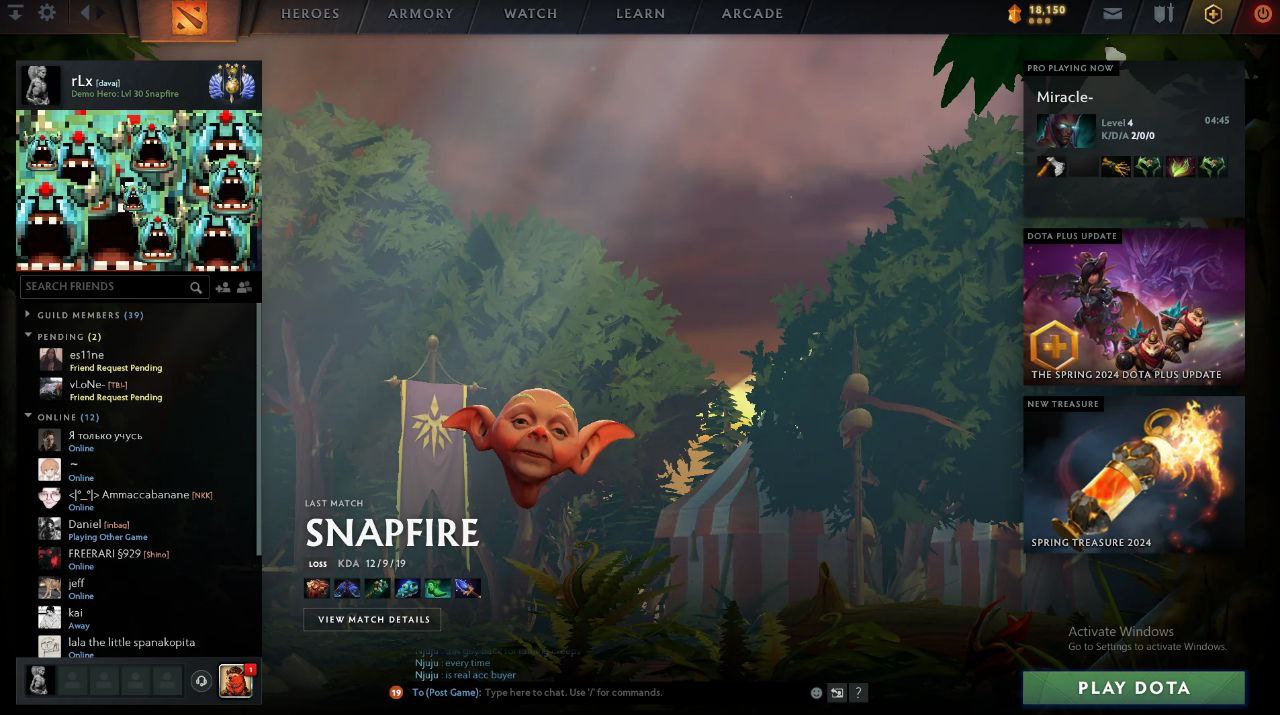 HEROES
ARMORY
WATCH
LEARN
ARCADE
18,150
rLx [davaj]
Demo Hero: Lvl 30 Snapfire
SEARCH FRIENDS
GUILD MEMBERS (39)
PENDING (2)
es11ne
Friend Request Pending
vLoNe- [TBL]
Friend Request Pending
ONLINE (12)
Я только учусь
Online
~
Online
<|°_°|> Ammaccabanane [NKK]
Online
Daniel [inbag]
Playing Other Game
FREERARI §929 [Shino]
Online
jeff
Online
kai
Away
lala the little spanakopita
Online
1
LAST MATCH
SNAPFIRE
LOSS KDA 12/9/19
VIEW MATCH DETAILS
Njuju : every time
Njuju : is real acc buyer
19 To (Post Game): Type here to chat. Use '/' for commands.
?
PRO PLAYING NOW
Miracle-
Level 4
K/D/A 2/0/0
04:45
DOTA PLUS UPDATE
THE SPRING 2024 DOTA PLUS UPDATE
NEW TREASURE
SPRING TREASURE 2024
Activate Windows
Go to Settings to activate Windows.
PLAY DOTA